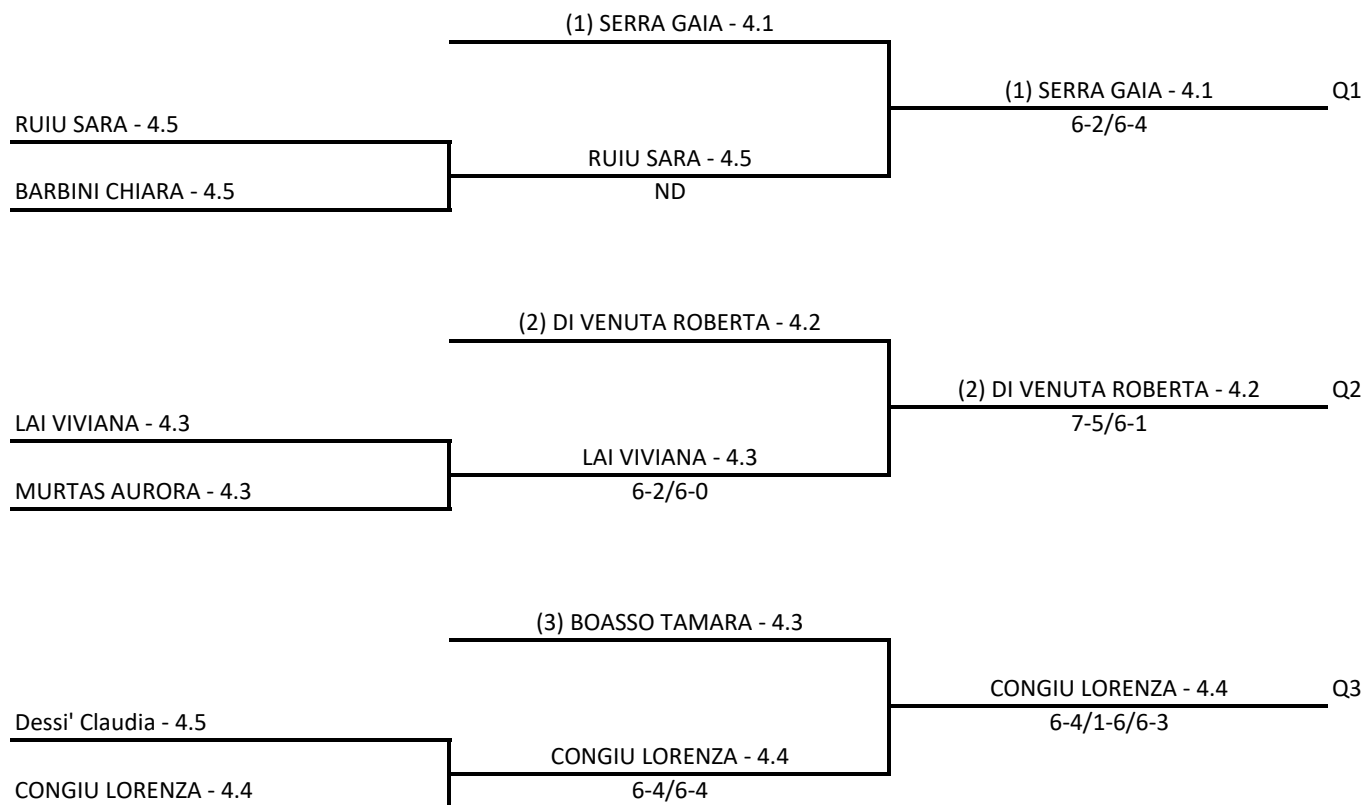 (1) SERRA GAIA - 4.1
(1) SERRA GAIA - 4.1 Q1
RUIU SARA - 4.5
6-2/6-4
RUIU SARA - 4.5
BARBINI CHIARA - 4.5
ND
(2) DI VENUTA ROBERTA - 4.2
(2) DI VENUTA ROBERTA - 4.2 Q2
LAI VIVIANA - 4.3
7-5/6-1
LAI VIVIANA - 4.3
MURTAS AURORA - 4.3
6-2/6-0
(3) BOASSO TAMARA - 4.3
CONGIU LORENZA - 4.4 Q3
Dessi' Claudia - 4.5
6-4/1-6/6-3
CONGIU LORENZA - 4.4
CONGIU LORENZA - 4.4
6-4/6-4